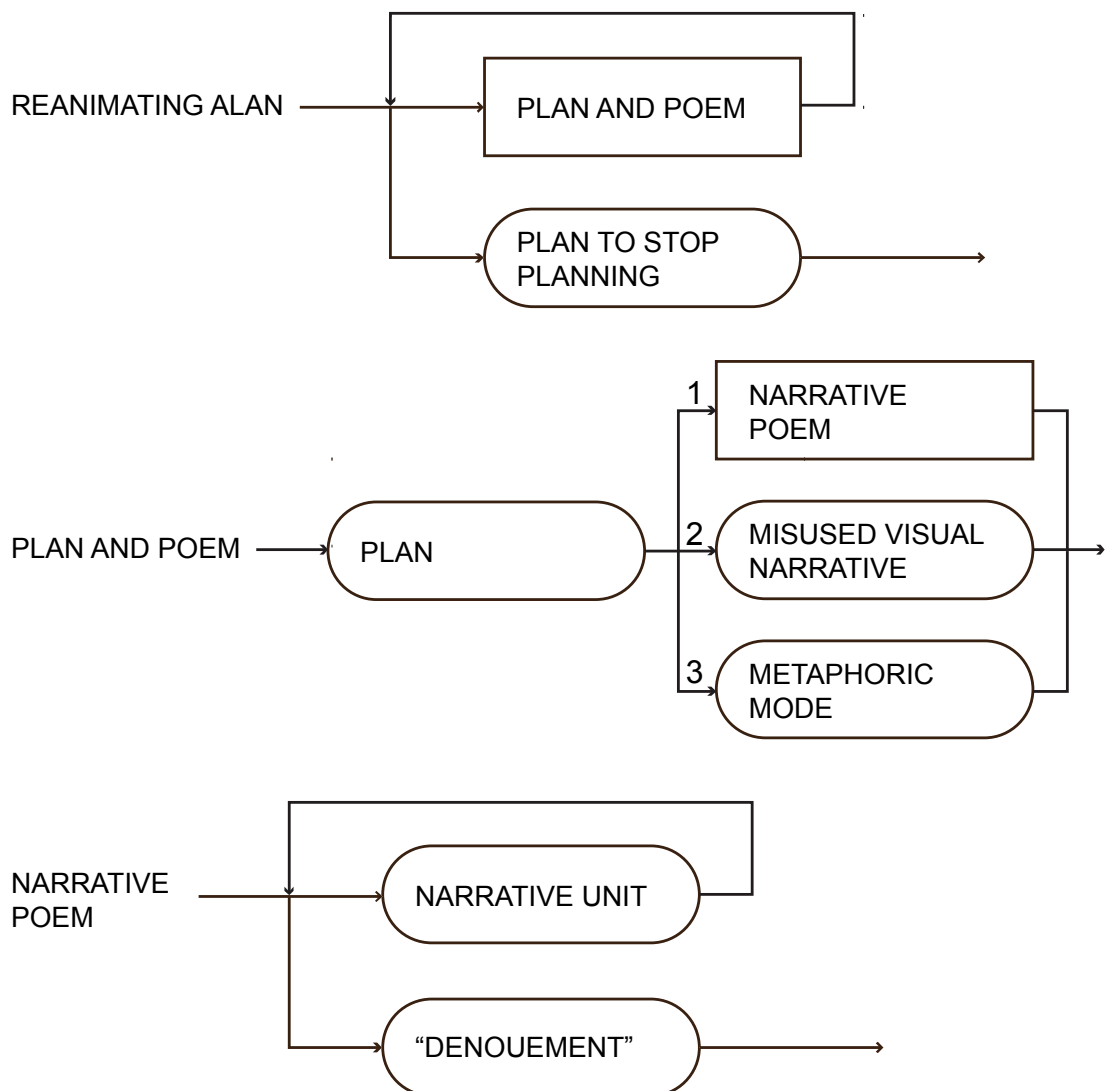 REANIMATING ALAN
PLAN AND POEM
PLAN TO STOP
PLANNING
1
NARRATIVE
POEM
PLAN AND POEM
PLAN
2
MISUSED VISUAL
NARRATIVE
3
METAPHORIC
MODE
NARRATIVE
POEM
NARRATIVE UNIT
“DENOUEMENT”